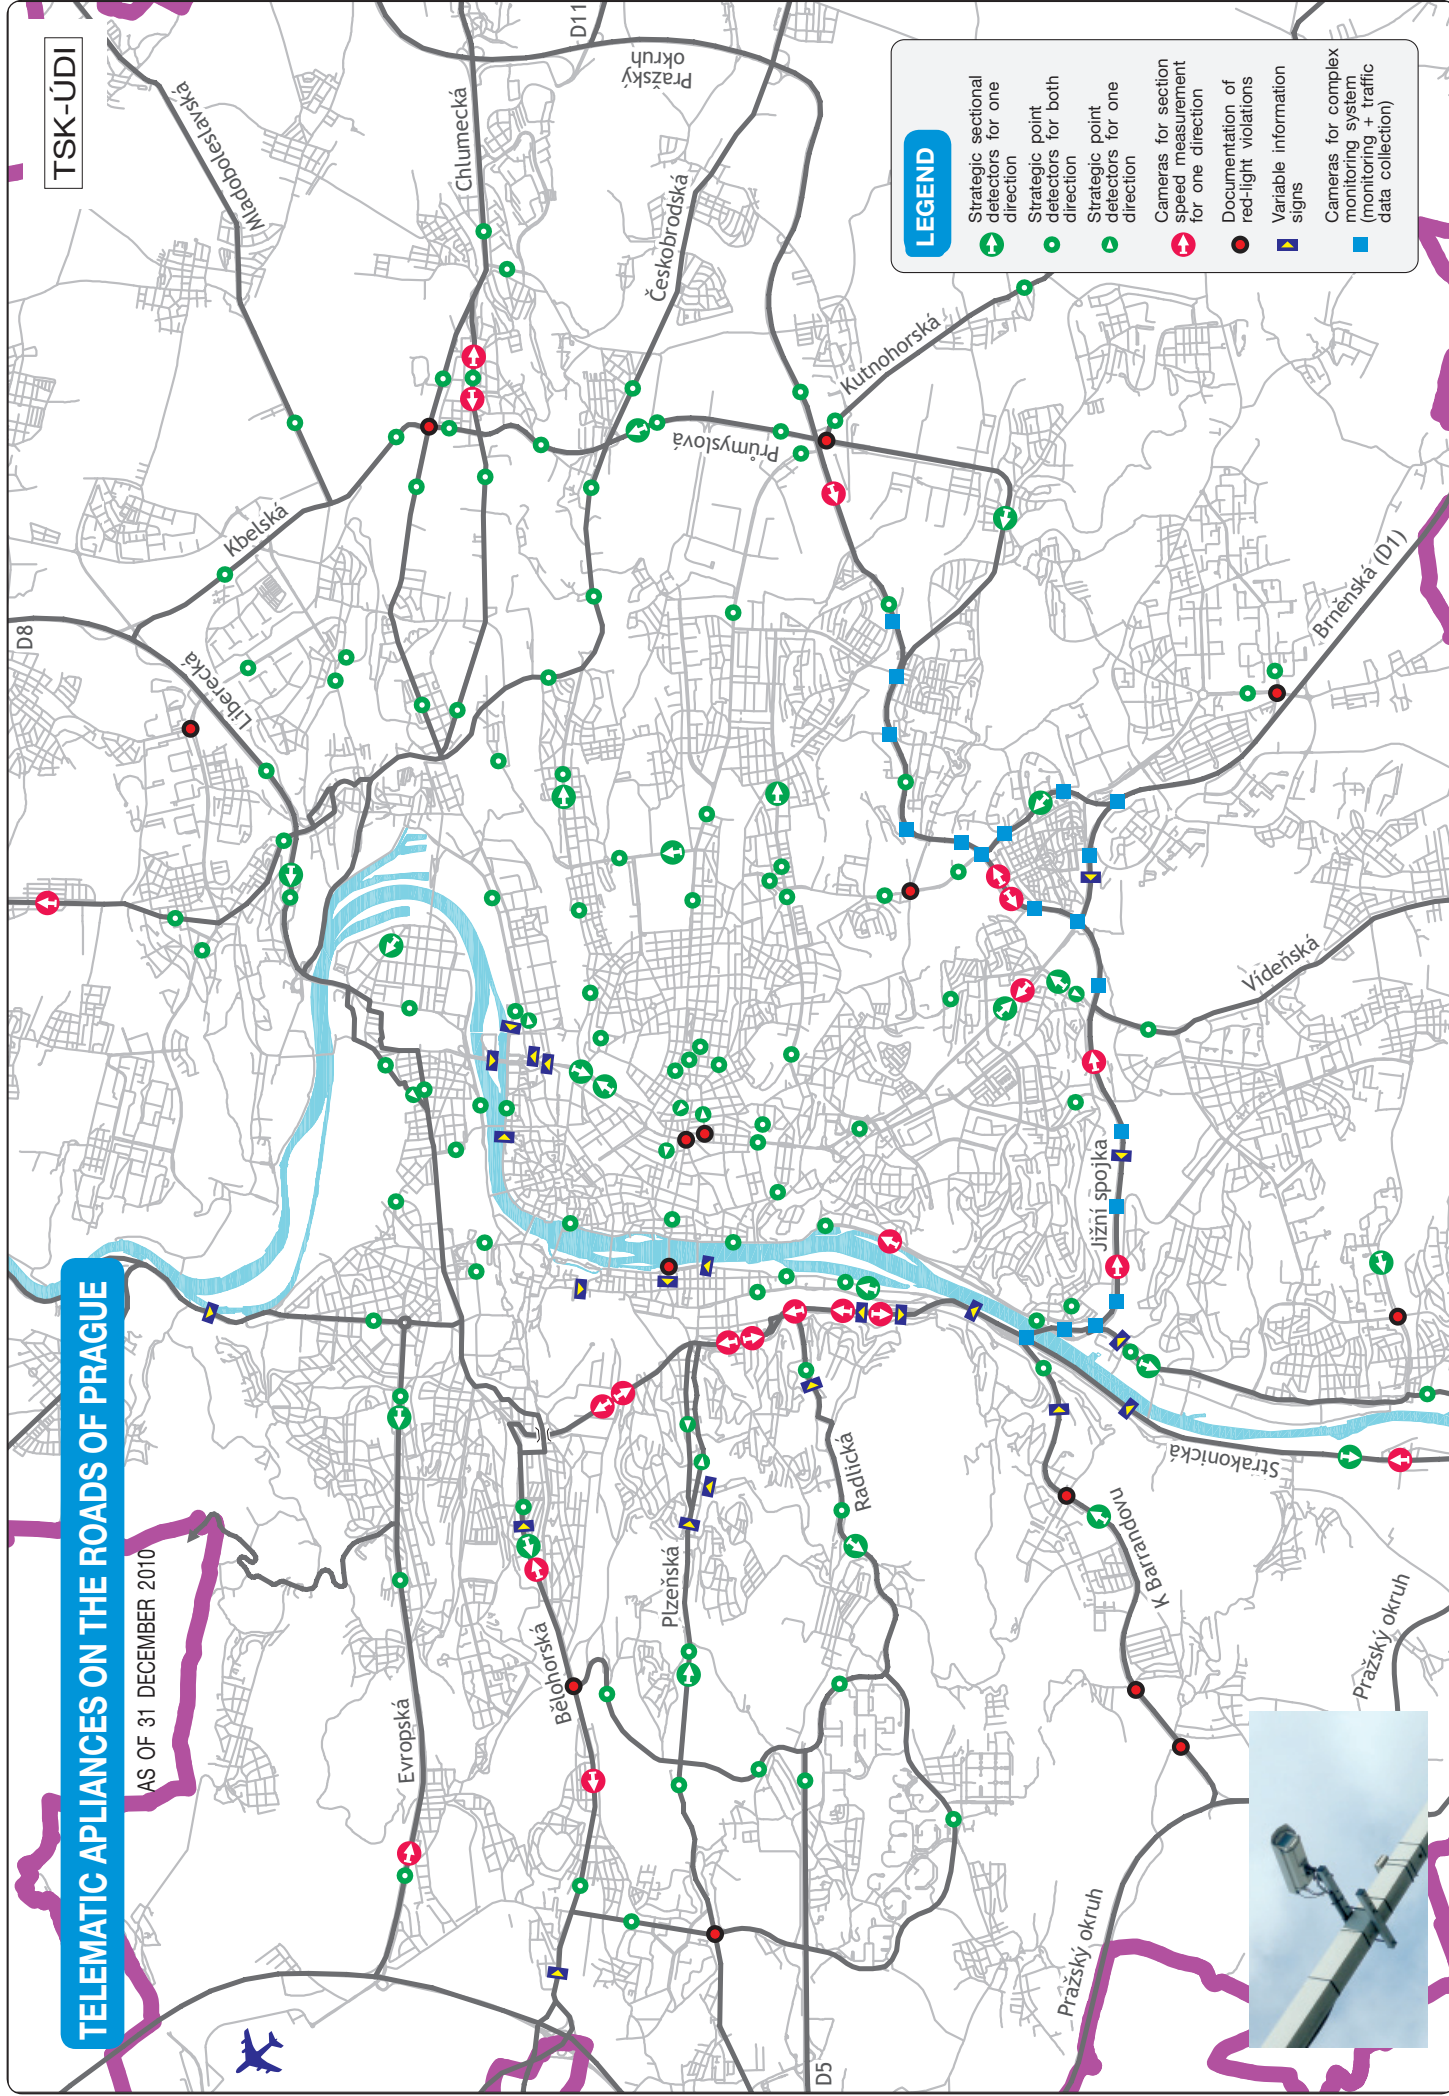 TELEMATIC APLIANCES ON THE ROADS OF PRAGUE
AS OF 31 DECEMBER 2010
TSK-ÚDI
D8
D11
D5
Mladoboleslavská
Chlumecká
Pražský
okruh
Kbelská
Liberecká
Českobrodská
Průmyslová
Kutnohorská
Brněnská (D1)
Vídeňská
Jižní spojka
Strakonická
K Barrandovu
Radlická
Plzeňská
Bělohorská
Evropská
Pražský okruh
Pražský okruh
LEGEND
Strategic sectional
detectors for one
direction
Strategic point
detectors for both
direction
Strategic point
detectors for one
direction
Cameras for section
speed measurement
for one direction
Documentation of
red-light violations
Variable information
signs
Cameras for complex
monitoring system
(monitoring + traffic
data collection)